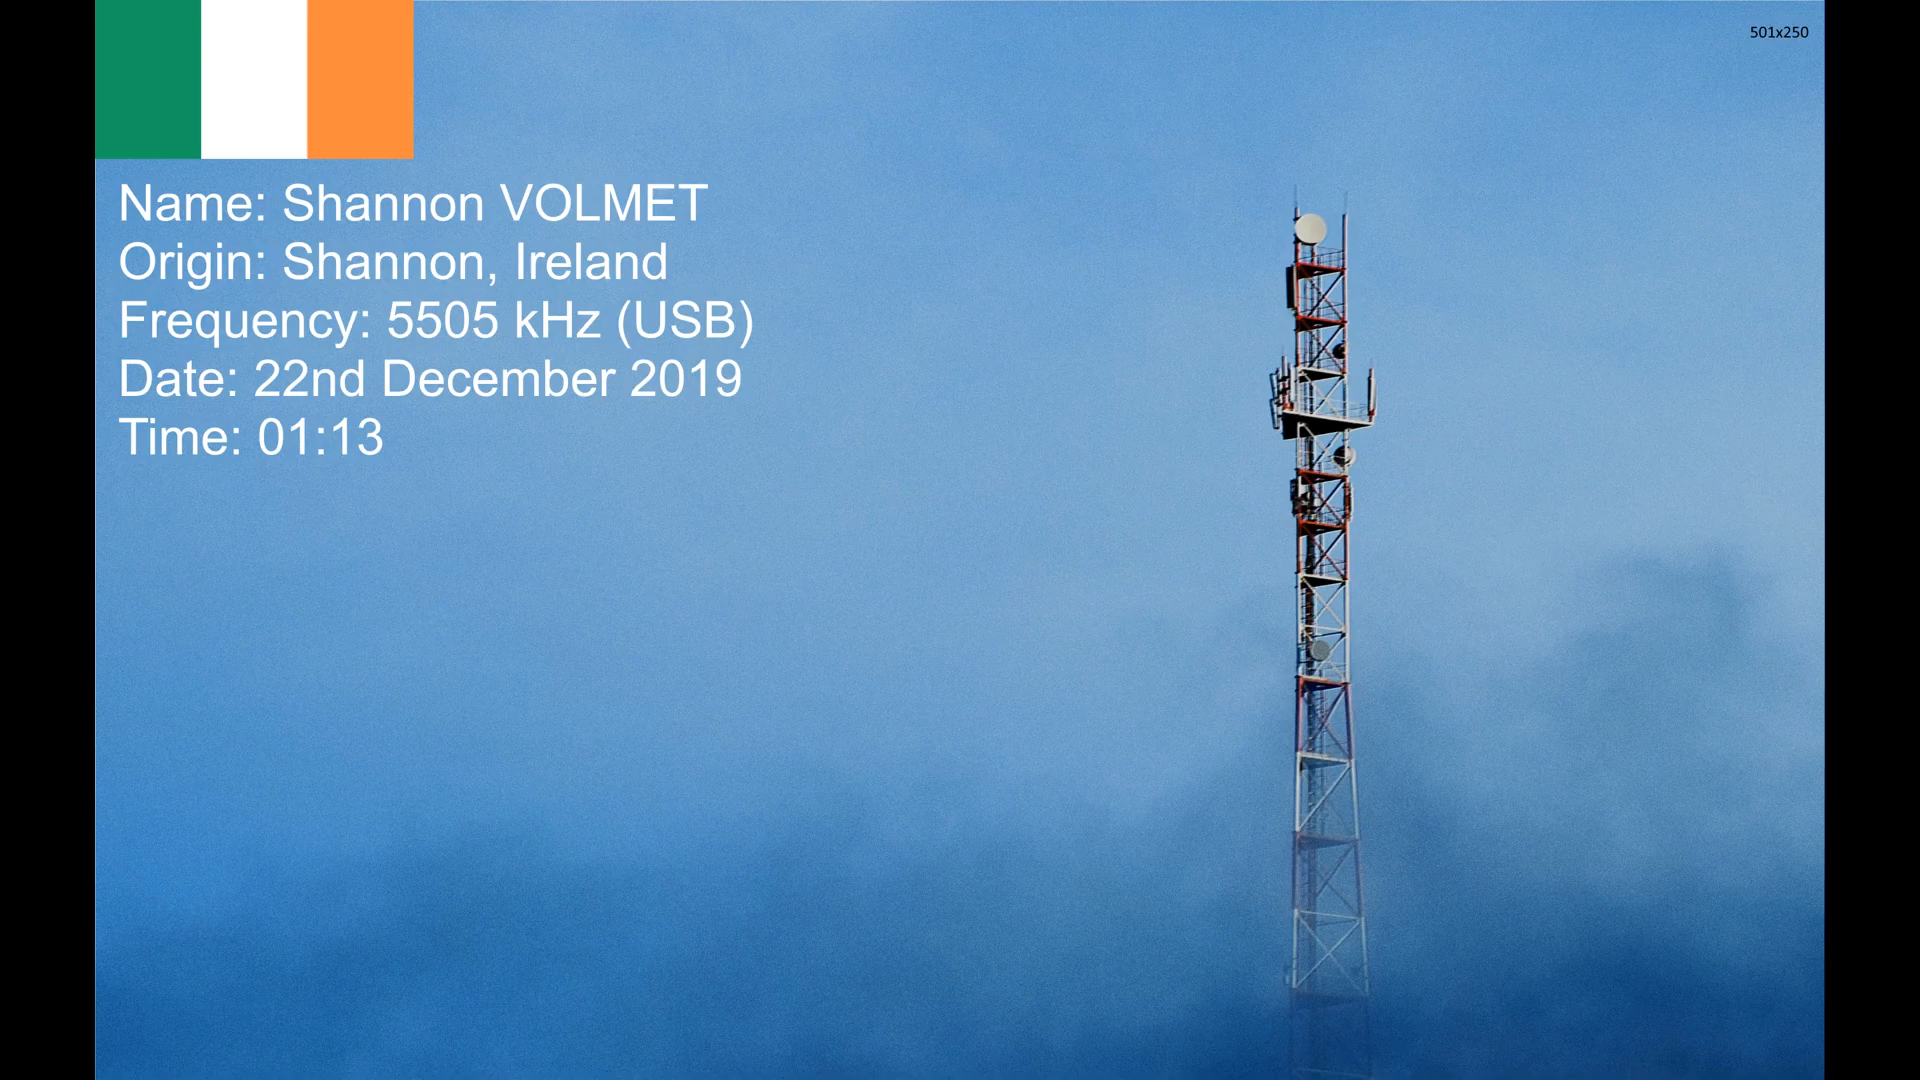 501x250
Name: Shannon VOLMET
Origin: Shannon, Ireland
Frequency: 5505 kHz (USB)
Date: 22nd December 2019
Time: 01:13